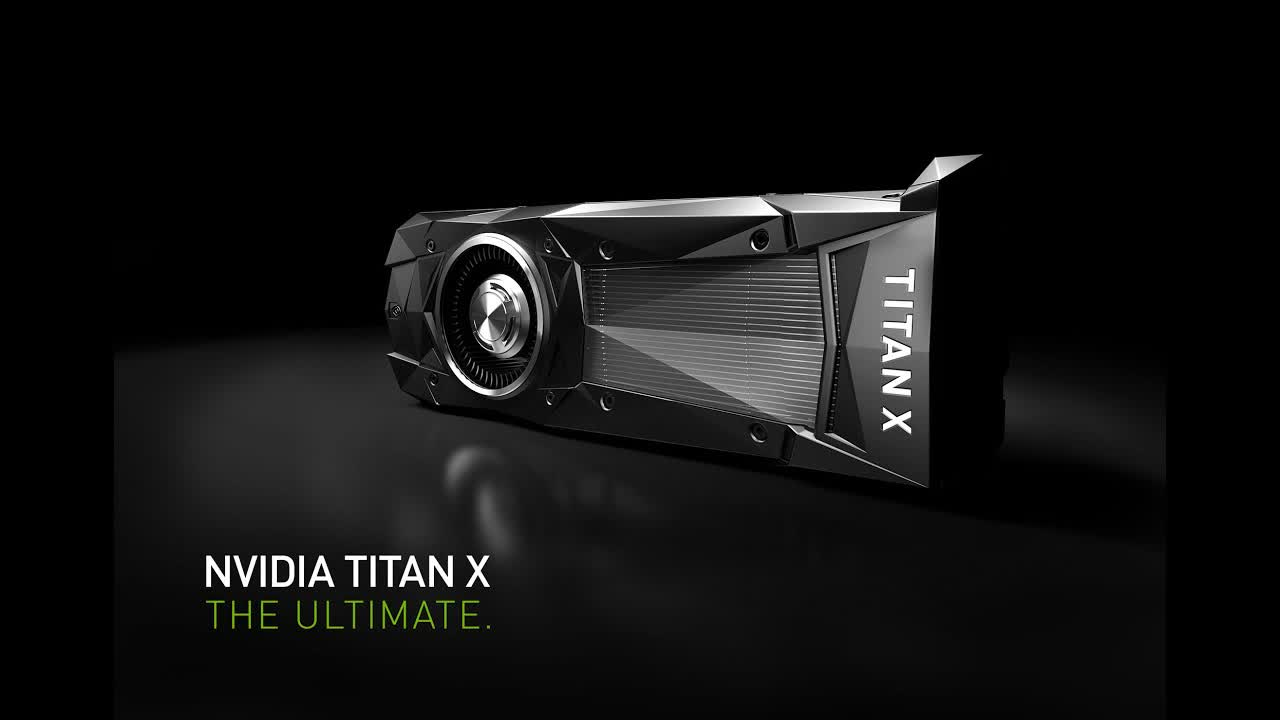 TITAN X
NVIDIA TITAN X
THE ULTIMATE.